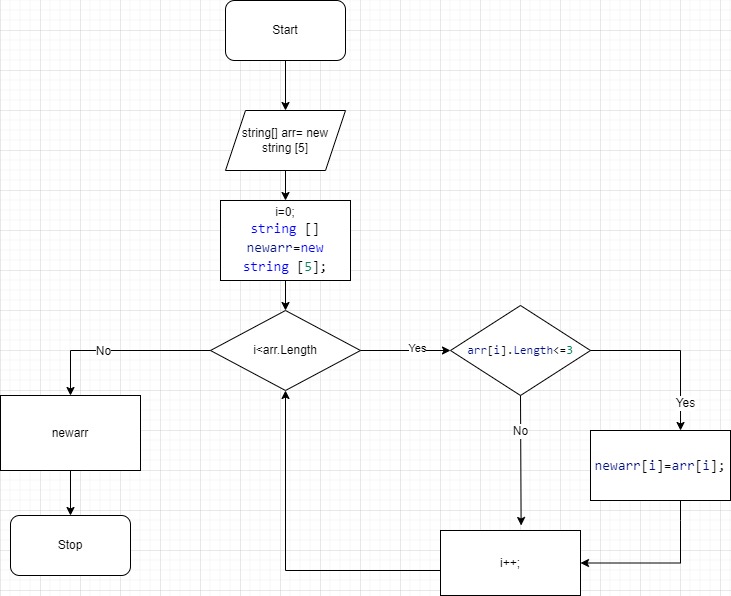 Start
string[] arr= new
string [5]
i=0;
string []
newarr=new
string [5];
i<arr.Length
No
Yes
arr[i].Length<=3
Yes
No
newarr
newarr[i]=arr[i];
Stop
i++;